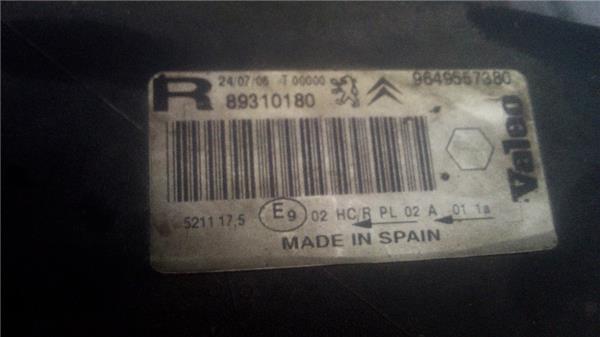 R 24/07/06 T 00000 9649557380
89310180
Valeo
5211 17,5 E9 02 HC/R PL 02 A 01 1a
MADE IN SPAIN